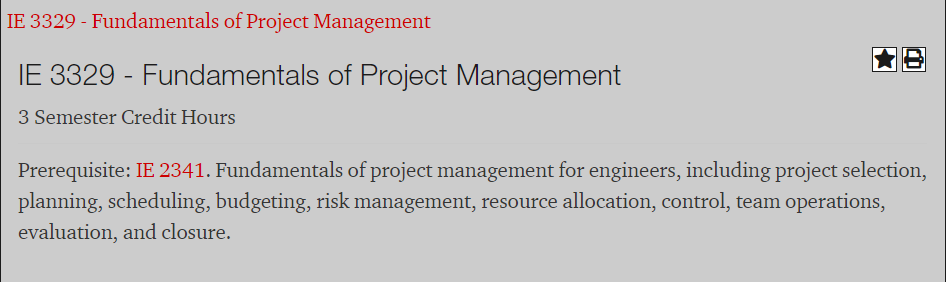 IE 3329 - Fundamentals of Project Management
IE 3329 - Fundamentals of Project Management
3 Semester Credit Hours
Prerequisite: IE 2341. Fundamentals of project management for engineers, including project selection,
planning, scheduling, budgeting, risk management, resource allocation, control, team operations,
evaluation, and closure.